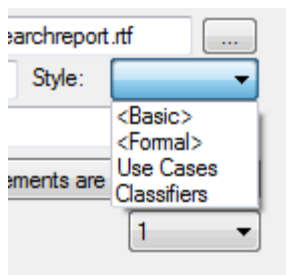 earchreport.rtf ...
Style:
<Basic>
<Formal>
Use Cases
ements are Classifiers
1